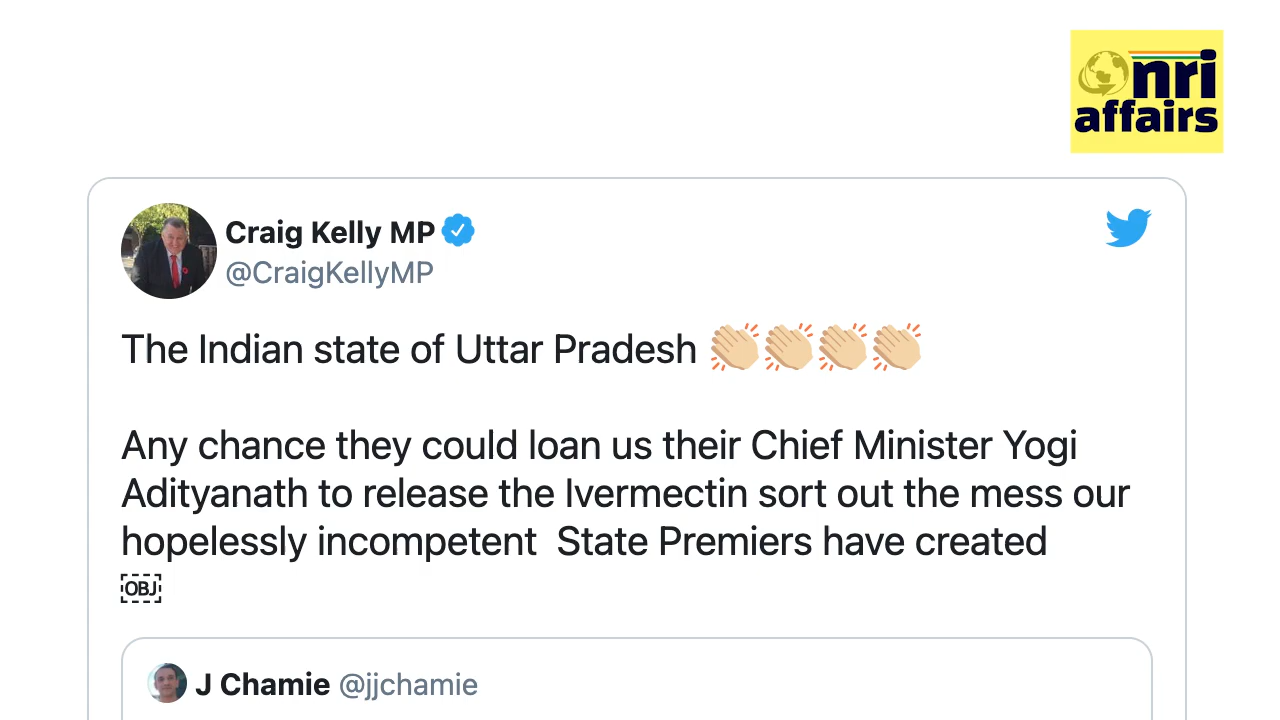 nri
affairs
Craig Kelly MP
@CraigKellyMP
The Indian state of Uttar Pradesh 👏🏼👏🏼👏🏼👏🏼
Any chance they could loan us their Chief Minister Yogi
Adityanath to release the Ivermectin sort out the mess our
hopelessly incompetent  State Premiers have created
OBJ
J Chamie @jjchamie